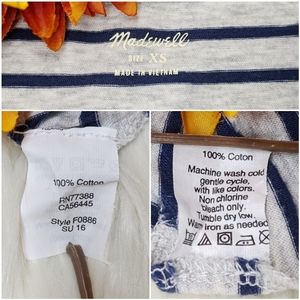 Madewell
SIZE XS
MADE IN VIETNAM
100% Cotton
RN77388
CA56445
Style F0886
SU 16
100% Coton
Machine wash cold
gentle cycle,
with like colors.
Non chlorine
bleach only.
Tumble dry low.
Warm iron as needed